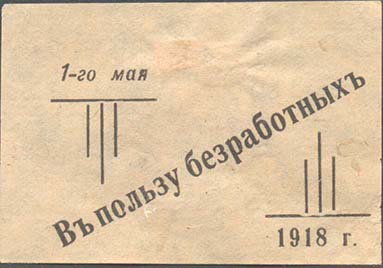 1-го мая
Въ пользу безработныхъ
1918 г.